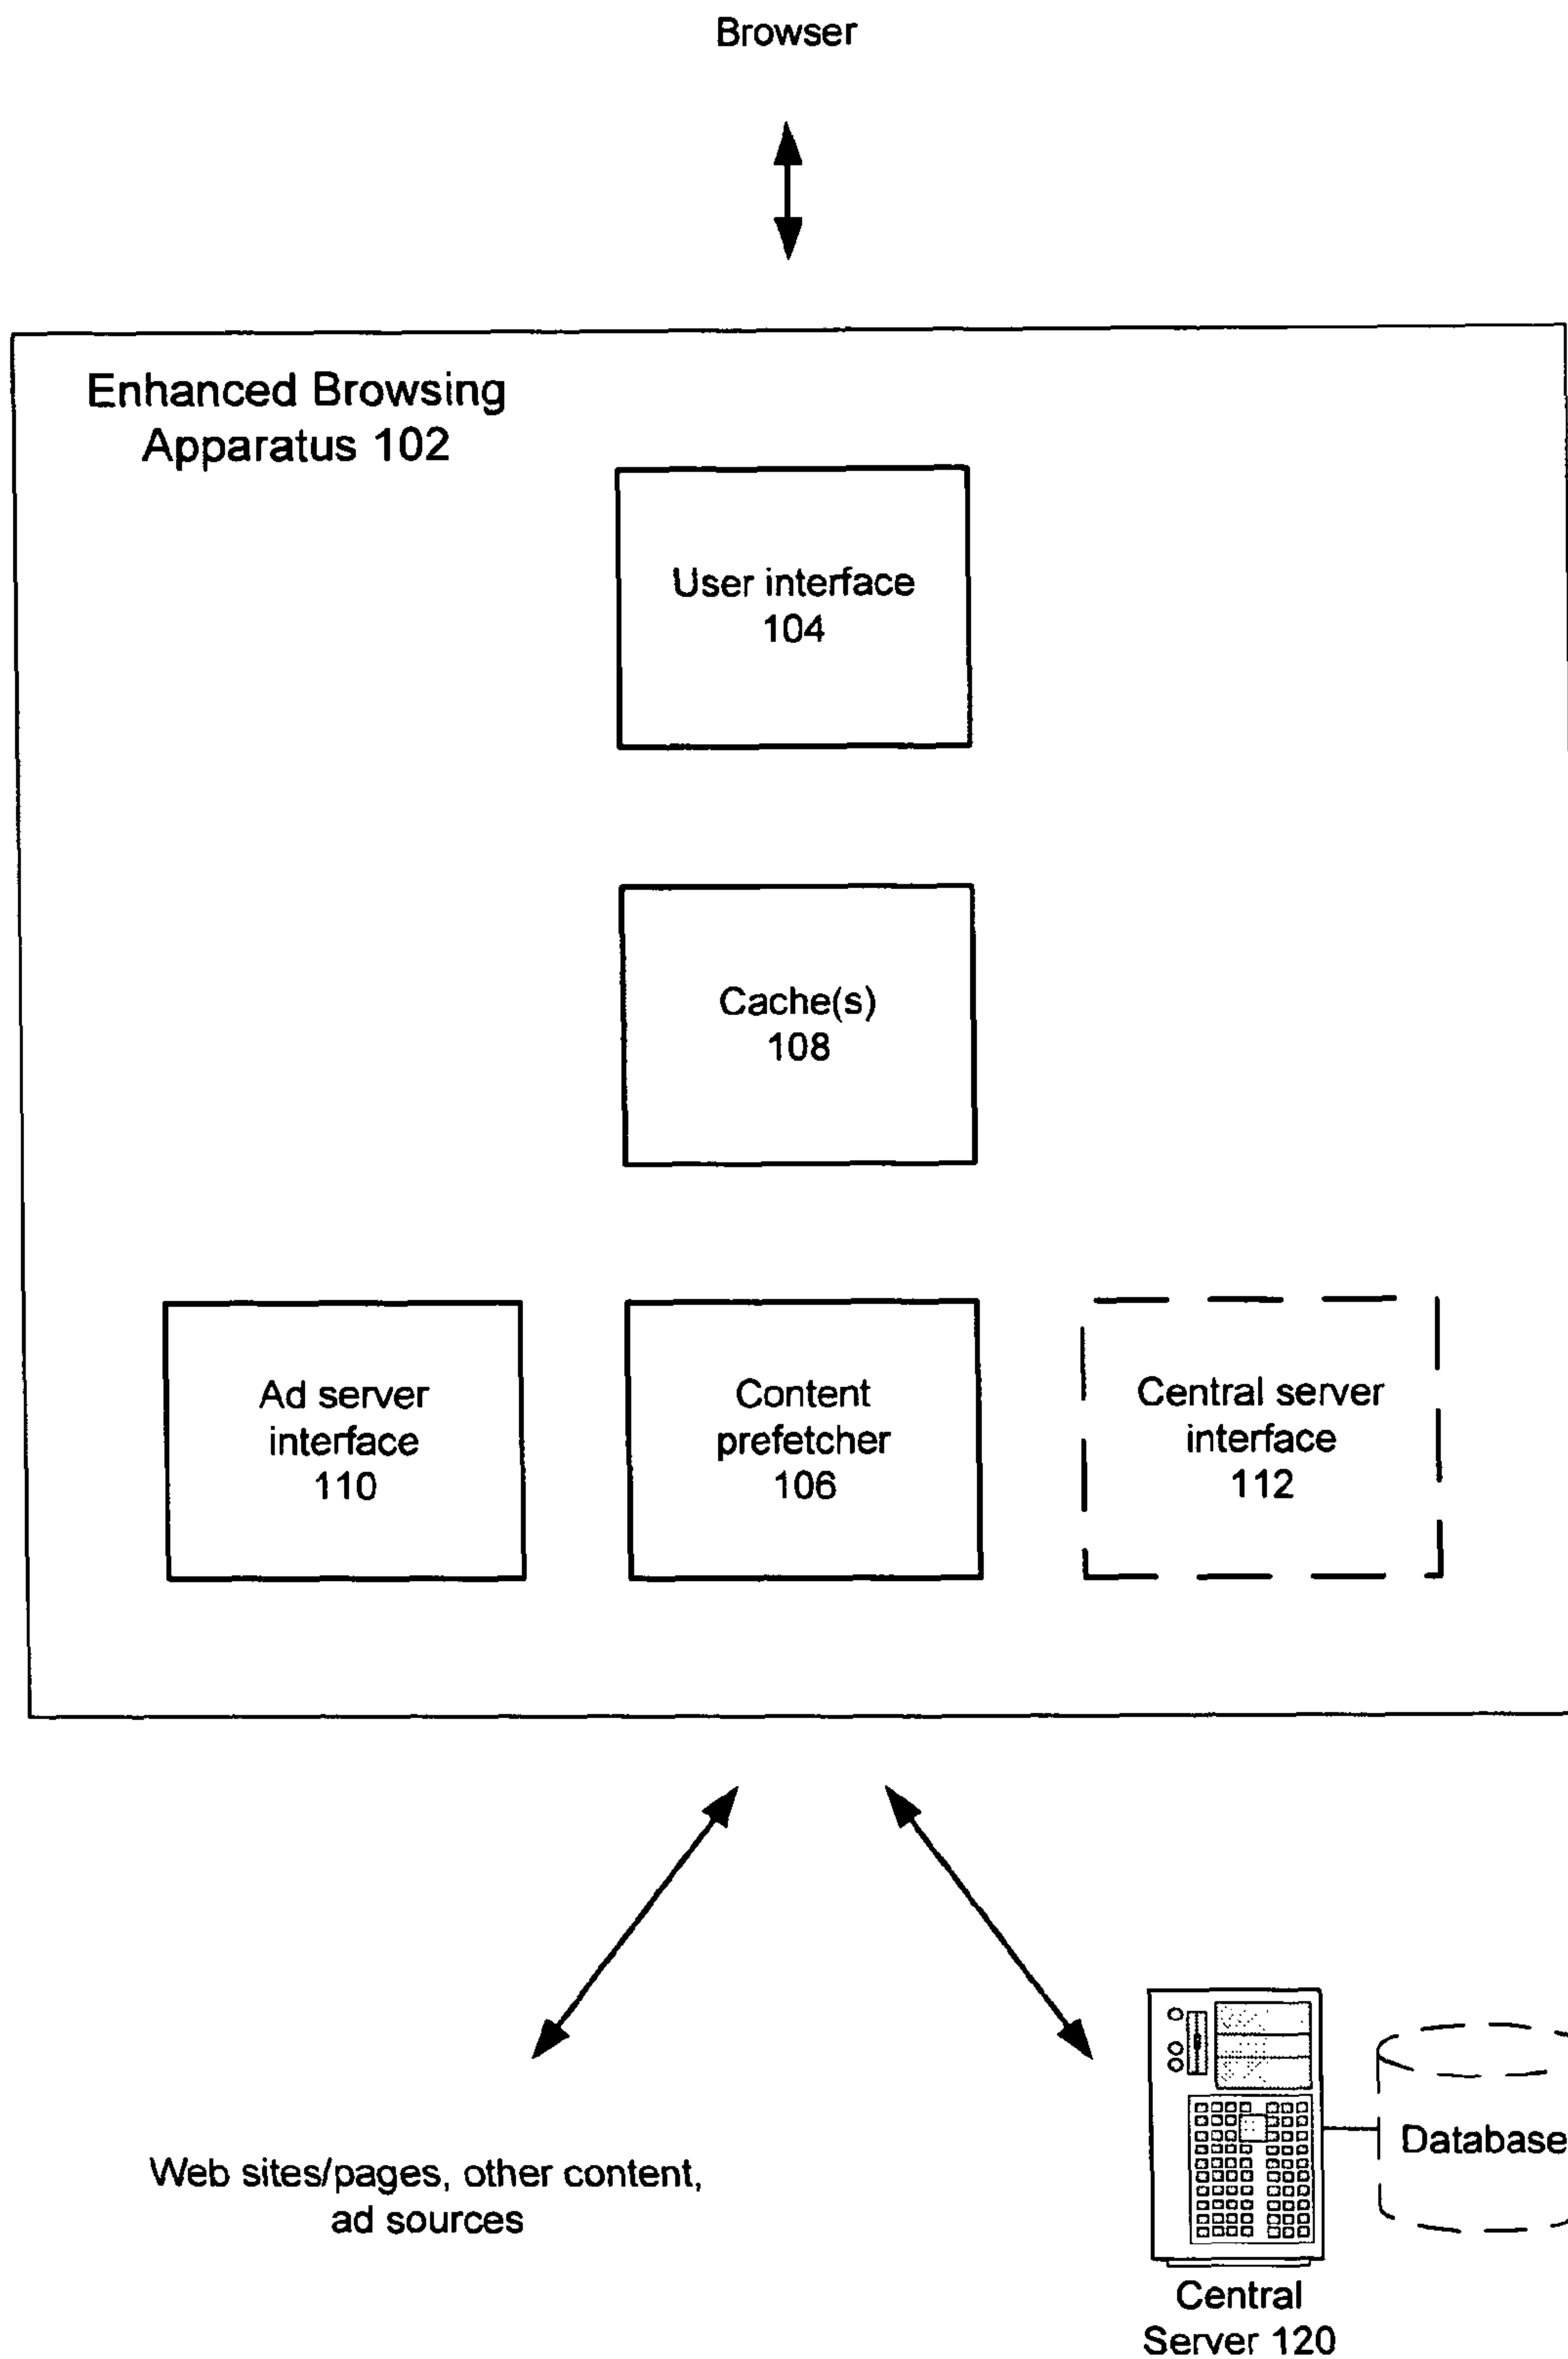 Browser
Enhanced Browsing
Apparatus 102
User interface
104
Cache(s)
108
Ad server
interface
110
Content
prefetcher
106
Central server
interface
112
Web sites/pages, other content,
ad sources
Database
Central
Server 120